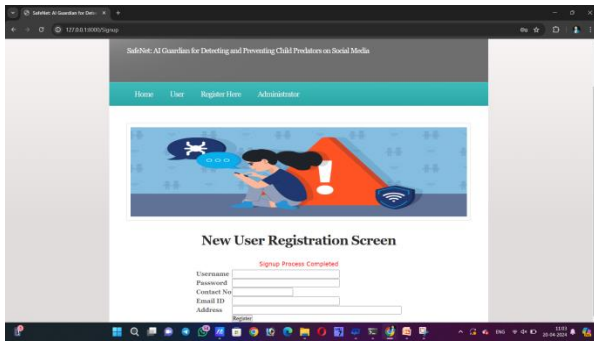 SafeNet: AI Guardian for Dete
127.0.0.1:8000/Signup
SafeNet: AI Guardian for Detecting and Preventing Child Predators on Social Media
Home User Register Here Administrator
New User Registration Screen
Signup Process Completed
Username
Password
Contact No
Email ID
Address
Register
ENG
11:03
20-04-2024